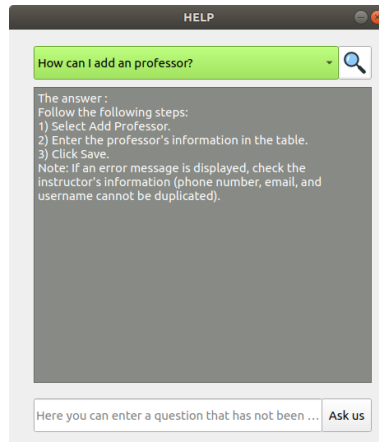 HELP
How can I add an professor?
The answer :
Follow the following steps:
1) Select Add Professor.
2) Enter the professor's information in the table.
3) Click Save.
Note: If an error message is displayed, check the
instructor's information (phone number, email, and
username cannot be duplicated).
Here you can enter a question that has not been ...
Ask us